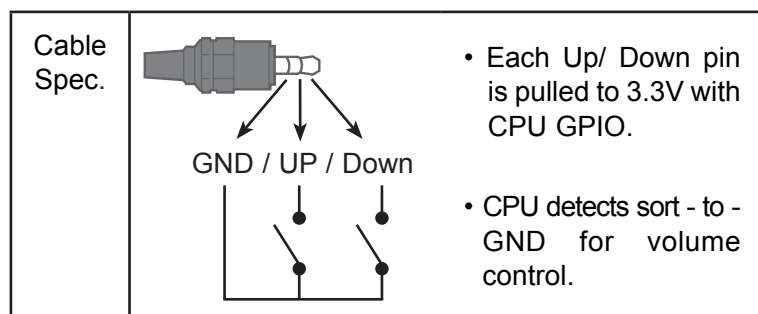 Cable
Spec.
GND / UP / Down
• Each Up/ Down pin
is pulled to 3.3V with
CPU GPIO.
• CPU detects sort - to -
GND for volume
control.